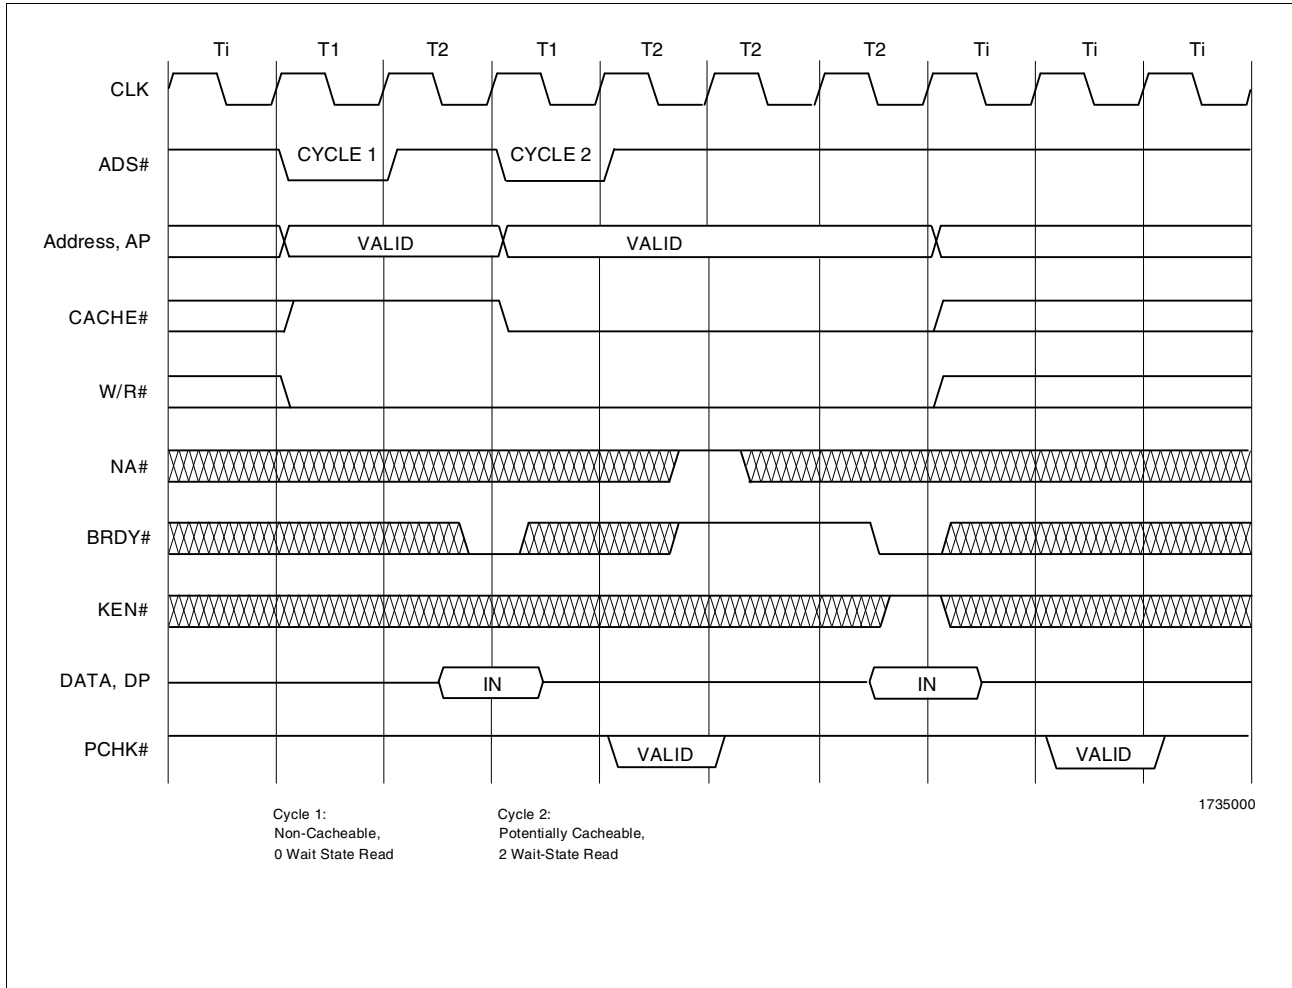 Ti T1 T2 T1 T2 T2 T2 Ti Ti Ti
CLK
ADS# CYCLE 1 CYCLE 2
Address, AP VALID VALID
CACHE#
W/R#
NA#
BRDY#
KEN#
DATA, DP IN IN
PCHK# VALID VALID
1735000
Cycle 1:
Non-Cacheable,
0 Wait State Read
Cycle 2:
Potentially Cacheable,
2 Wait-State Read